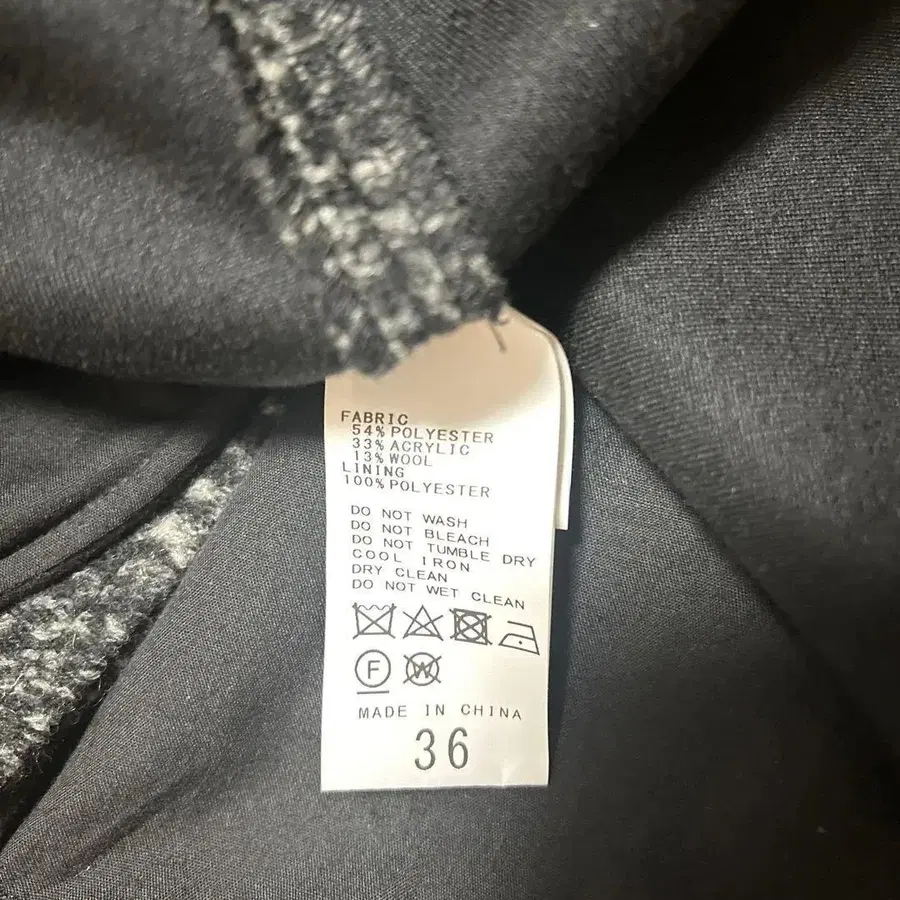 FABRIC
54% POLYESTER
33% ACRYLIC
13% WOOL
LINING
100% POLYESTER
DO NOT WASH
DO NOT BLEACH
DO NOT TUMBLE DRY
COOL IRON
DRY CLEAN
DO NOT WET CLEAN
F W
MADE IN CHINA
36